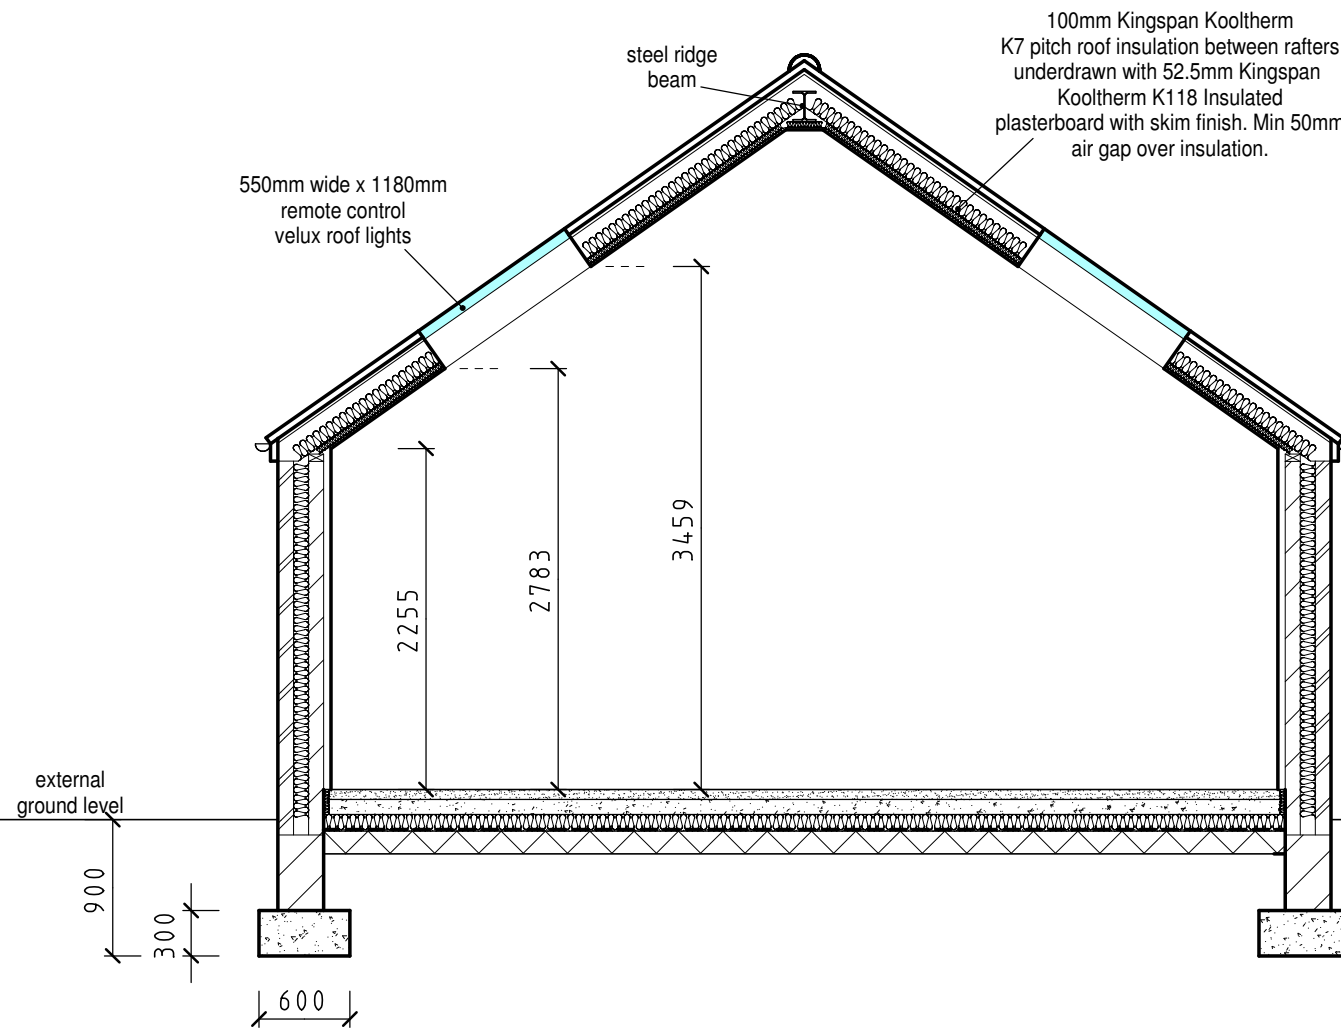 100mm Kingspan Kooltherm
K7 pitch roof insulation between rafters
underdrawn with 52.5mm Kingspan
Kooltherm K118 Insulated
plasterboard with skim finish. Min 50mm
air gap over insulation.
steel ridge
beam
550mm wide x 1180mm
remote control
velux roof lights
2255
2783
3459
external
ground level
900
300
600